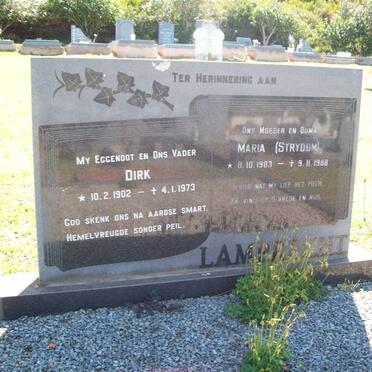 Ter Herinnering aan
My Eggenoot en Ons Vader
Dirk
* 10.2.1902 ~ † 4.1.1973
God skenk ons na aardse smart,
Hemelvreugde sonder peil.
Ons Moeder en Ouma
Maria (Strydom)
* 8.10.1903 ~ † 9.11.1988